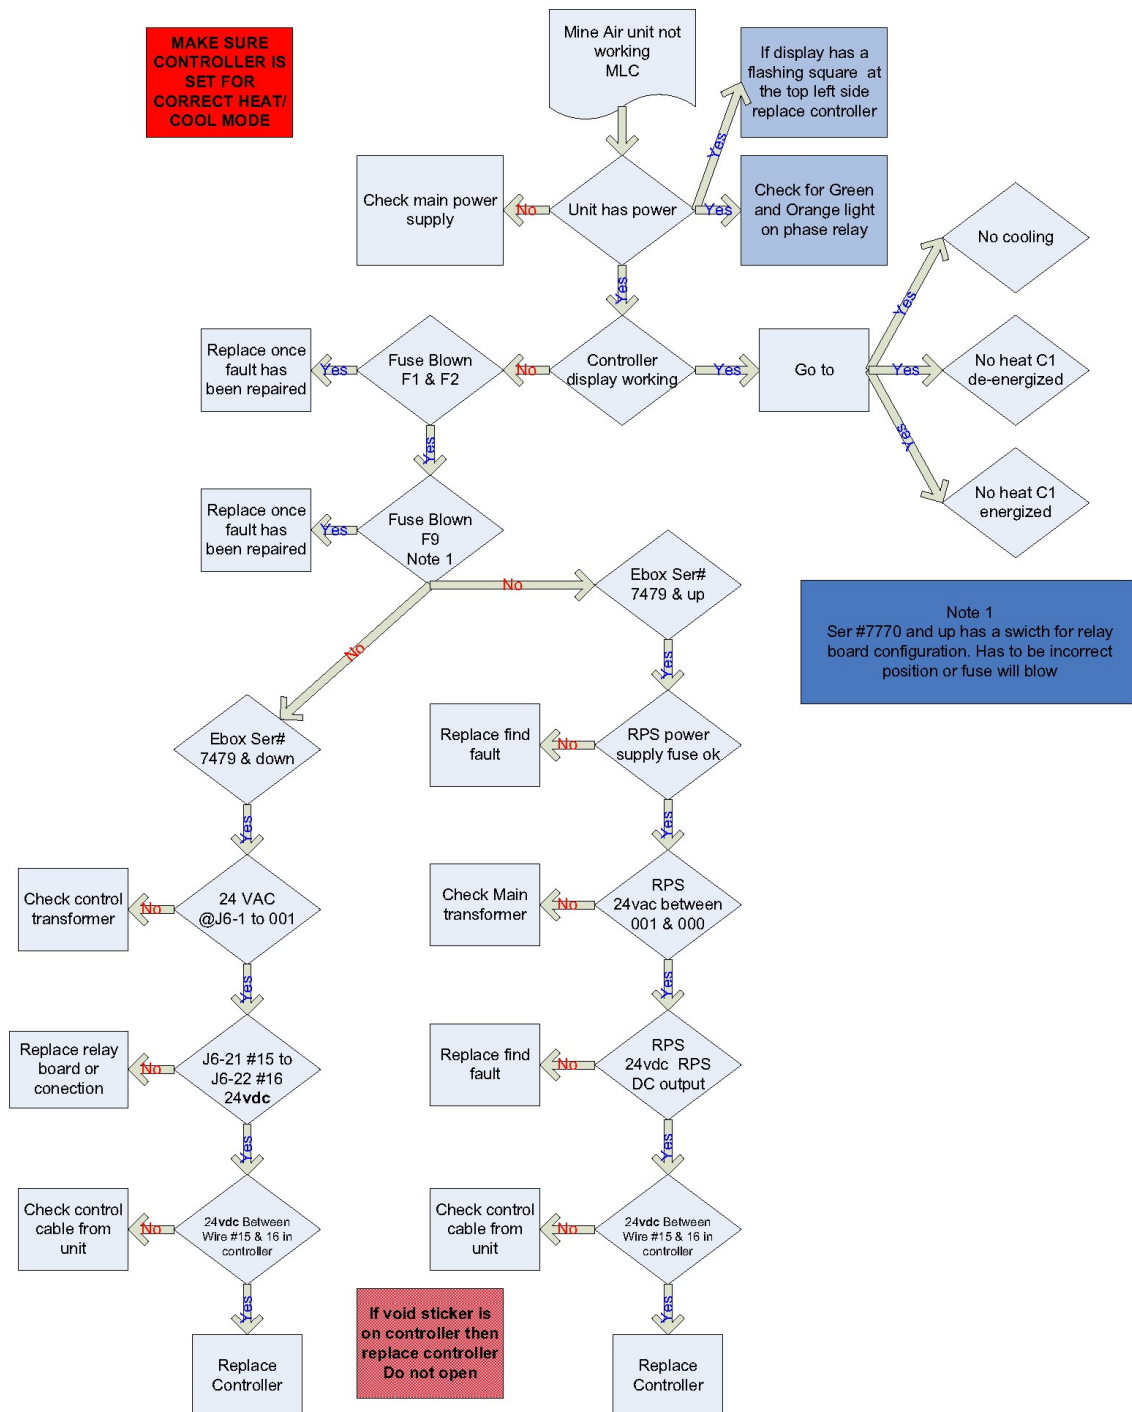 MAKE SURE
CONTROLLER IS
SET FOR
CORRECT HEAT/
COOL MODE
Mine Air unit not
working
MLC
If display has a
flashing square at
the top left side
replace controller
Yes
Check main power
supply
No
Unit has power
Yes
Check for Green
and Orange light
on phase relay
No cooling
Yes
Yes
Replace once
fault has
been repaired
Yes
Fuse Blown
F1 & F2
No
Controller
display working
Yes
Go to
Yes
No heat C1
de-energized
Yes
Yes
No heat C1
energized
Replace once
fault has
been repaired
Yes
Fuse Blown
F9
Note 1
No
Ebox Ser#
7479 & up
Note 1
Ser #7770 and up has a swicth for relay
board configuration. Has to be incorrect
position or fuse will blow
No
Yes
Ebox Ser#
7479 & down
Replace find
fault
No
RPS power
supply fuse ok
Yes
Yes
Check control
transformer
No
24 VAC
@J6-1 to 001
Check Main
transformer
No
RPS
24vac between
001 & 000
Yes
Yes
Replace relay
board or
conection
No
J6-21 #15 to
J6-22 #16
24vdc
Replace find
fault
No
RPS
24vdc RPS
DC output
Yes
Yes
Check control
cable from
unit
No
24vdc Between
Wire #15 & 16 in
controller
Check control
cable from
unit
No
24vdc Between
Wire #15 & 16 in
controller
Yes
Yes
Replace
Controller
If void sticker is
on controller then
replace controller
Do not open
Replace
Controller